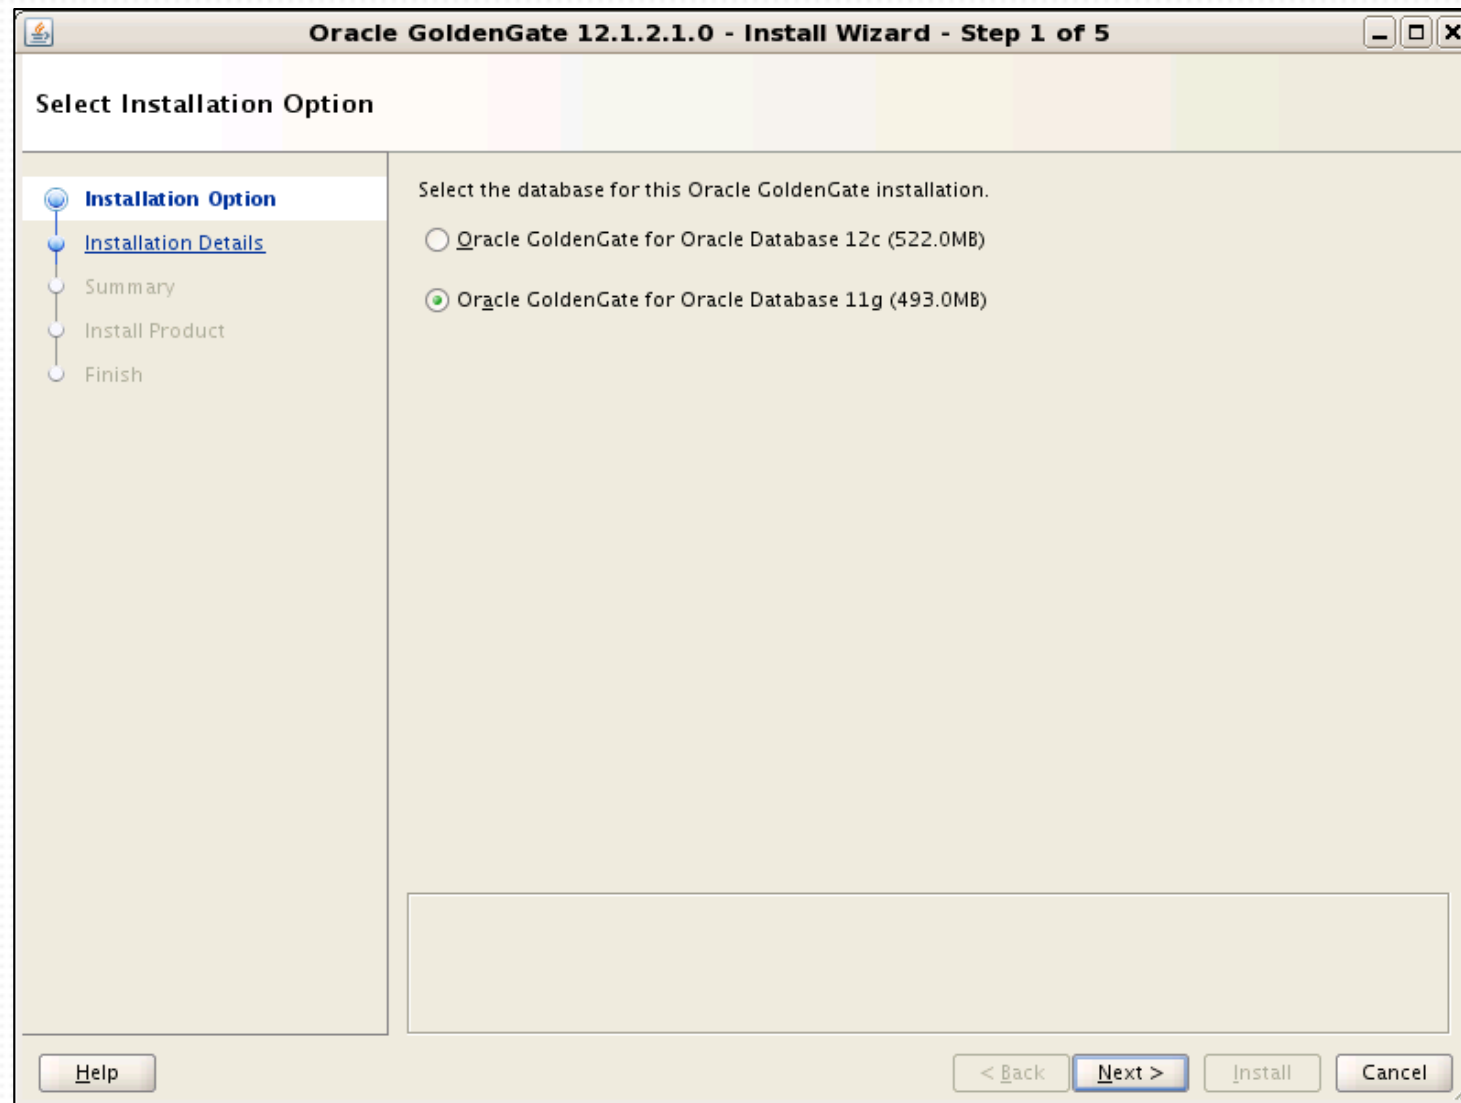 Oracle GoldenGate 12.1.2.1.0 - Install Wizard - Step 1 of 5
Select Installation Option
Installation Option
Installation Details
Summary
Install Product
Finish
Select the database for this Oracle GoldenGate installation.
Oracle GoldenGate for Oracle Database 12c (522.0MB)
Oracle GoldenGate for Oracle Database 11g (493.0MB)
Help
< Back
Next >
Install
Cancel